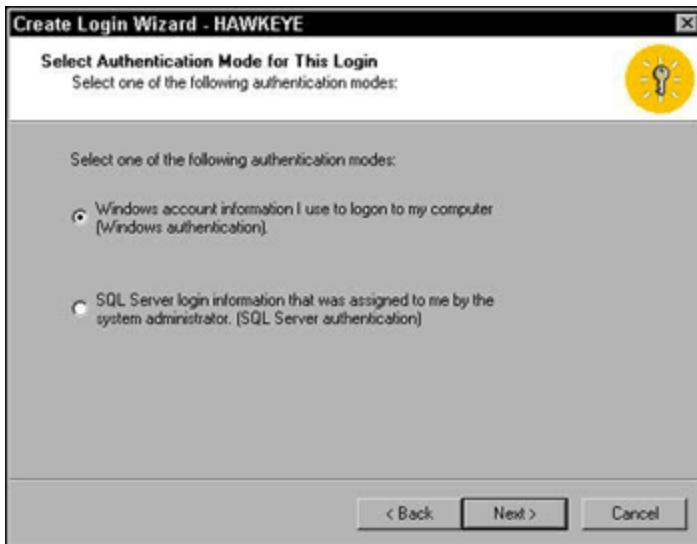 Create Login Wizard - HAWKEYE
Select Authentication Mode for This Login
Select one of the following authentication modes:
Select one of the following authentication modes:
Windows account information I use to logon to my computer
(Windows authentication).
SQL Server login information that was assigned to me by the
system administrator. (SQL Server authentication)
< Back
Next >
Cancel